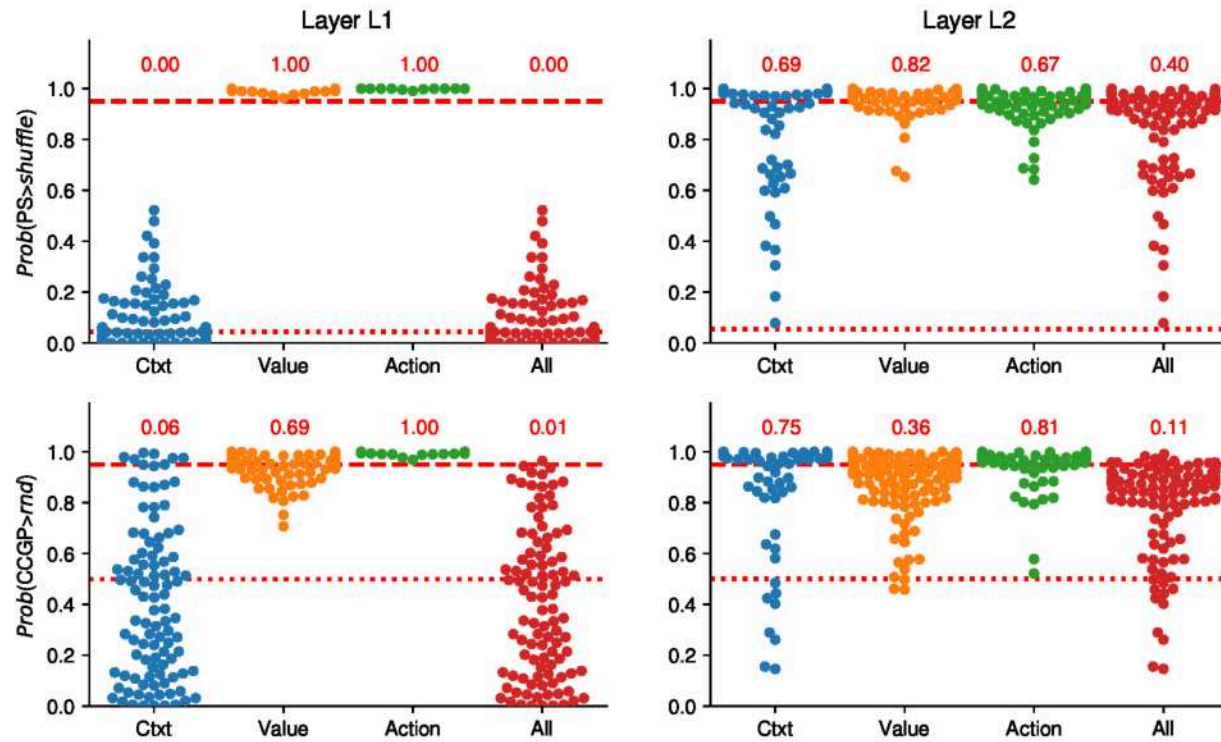 Layer L1
Layer L2
0.00 1.00 1.00 0.00
0.69 0.82 0.67 0.40
Prob(PS>shuffle)
1.0
0.8
0.6
0.4
0.2
0.0
Ctxt Value Action All
1.0
0.8
0.6
0.4
0.2
0.0
Ctxt Value Action All
0.06 0.69 1.00 0.01
0.75 0.36 0.81 0.11
Prob(CCGP>rnd)
1.0
0.8
0.6
0.4
0.2
0.0
Ctxt Value Action All
1.0
0.8
0.6
0.4
0.2
0.0
Ctxt Value Action All